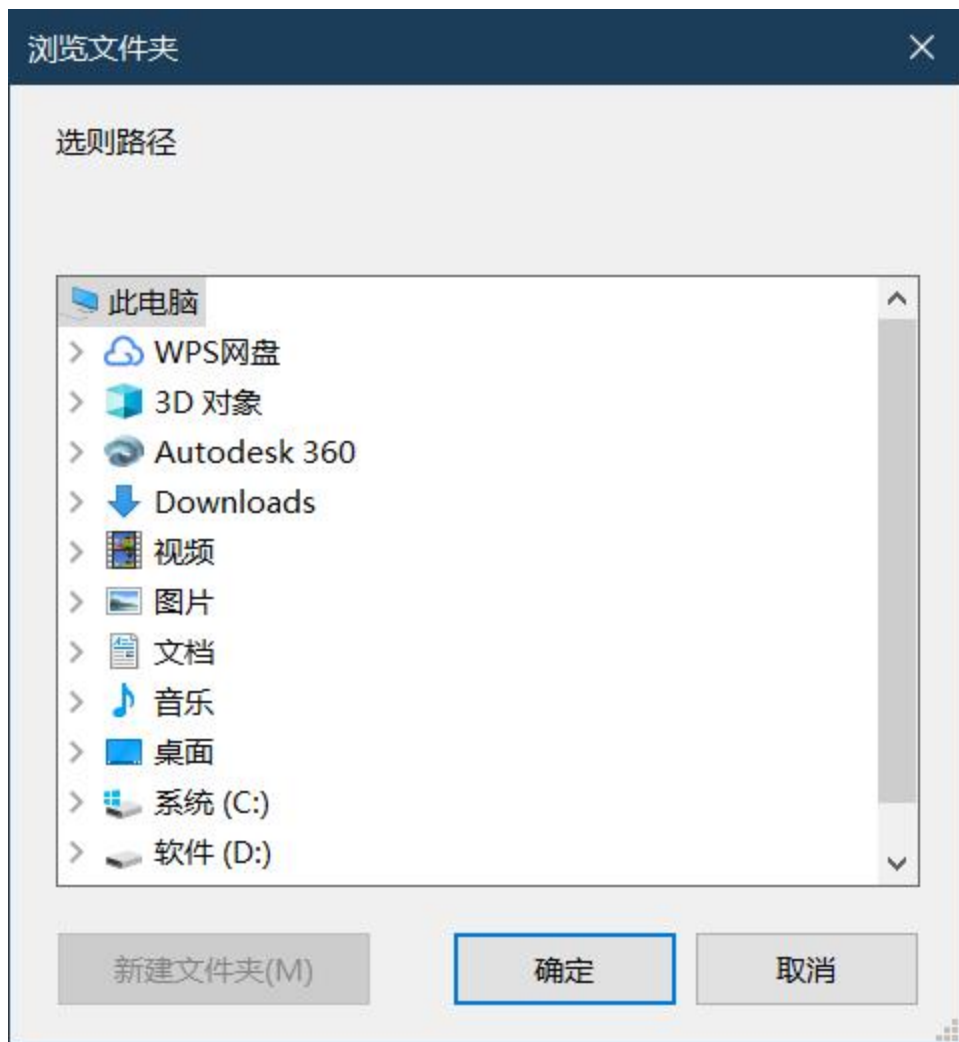 浏览文件夹
选则路径
此电脑
WPS网盘
3D 对象
Autodesk 360
Downloads
视频
图片
文档
音乐
桌面
系统 (C:)
软件 (D:)
新建文件夹(M) 确定 取消